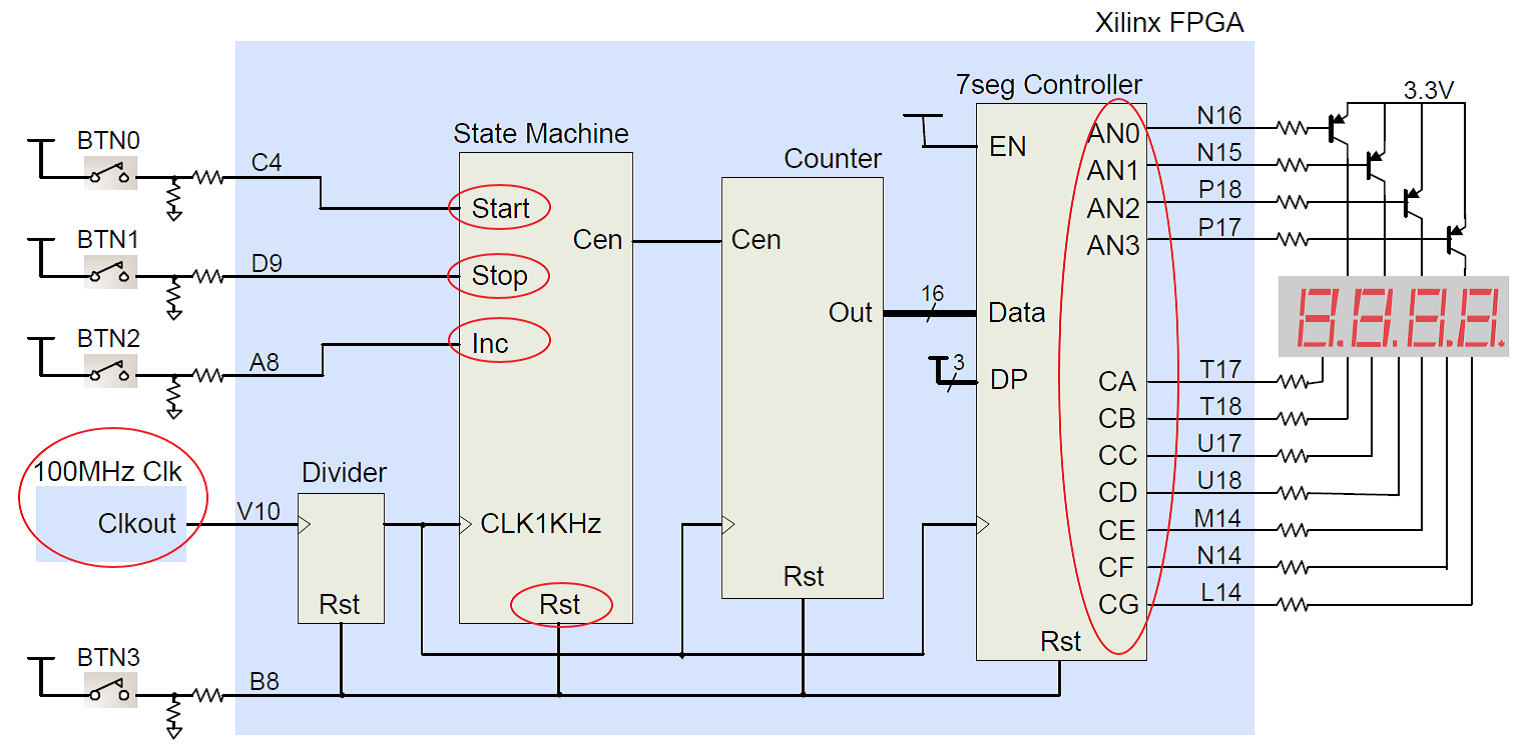 Xilinx FPGA
7seg Controller
3.3V
BTN0
C4
State Machine
Start
Cen
Counter
Cen
Out
EN
AN0
N16
AN1
N15
AN2
P18
AN3
P17
BTN1
D9
Stop
16
Data
BTN2
A8
Inc
3
DP
CA
T17
CB
T18
CC
U17
CD
U18
CE
M14
CF
N14
CG
L14
100MHz Clk
Clkout
V10
Divider
CLK1KHz
Rst
Rst
Rst
Rst
BTN3
B8